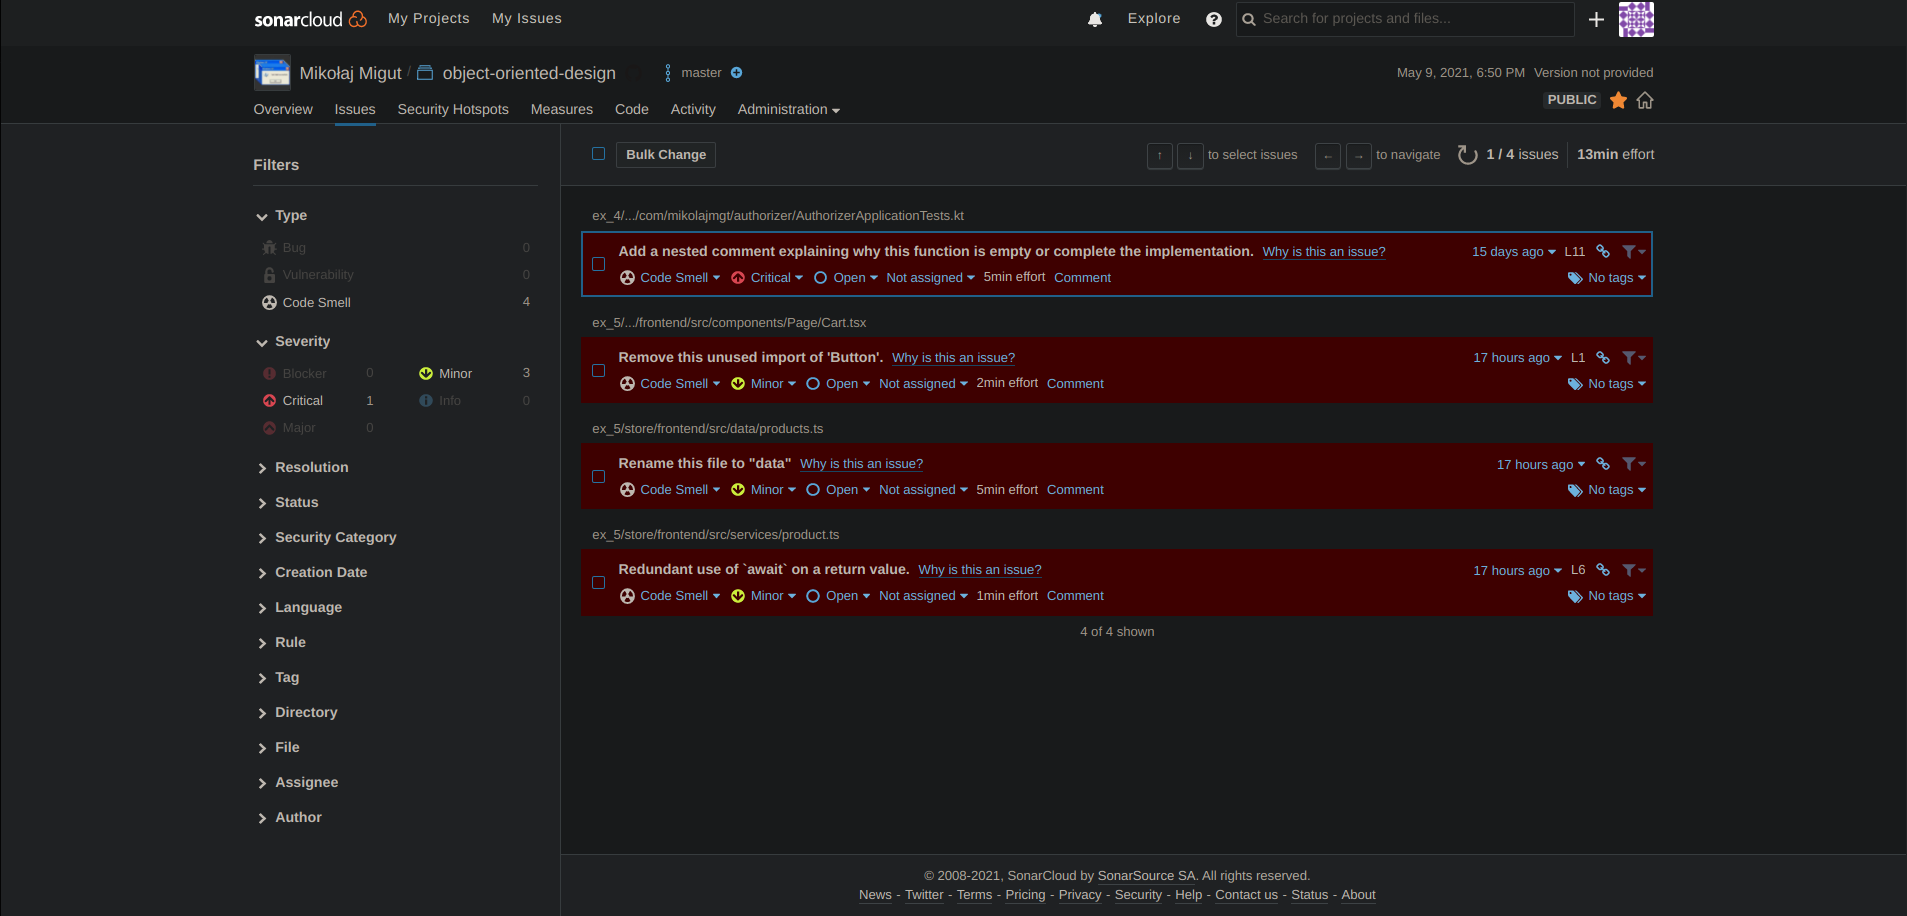 sonarcloud My Projects My Issues Explore Search for projects and files...
Mikołaj Migut / object-oriented-design master May 9, 2021, 6:50 PM Version not provided
PUBLIC
Overview Issues Security Hotspots Measures Code Activity Administration
Filters
Type
Bug 0
Vulnerability 0
Code Smell 4
Severity
Blocker 0 Minor 3
Critical 1 Info 0
Major 0
Resolution
Status
Security Category
Creation Date
Language
Rule
Tag
Directory
File
Assignee
Author
Bulk Change ↑ ↓ to select issues ← → to navigate 1 / 4 issues 13min effort
ex_4/.../com/mikolajmgt/authorizer/AuthorizerApplicationTests.kt
Add a nested comment explaining why this function is empty or complete the implementation. Why is this an issue? 15 days ago L11
Code Smell Critical Open Not assigned 5min effort Comment No tags
ex_5/.../frontend/src/components/Page/Cart.tsx
Remove this unused import of 'Button'. Why is this an issue? 17 hours ago L1
Code Smell Minor Open Not assigned 2min effort Comment No tags
ex_5/store/frontend/src/data/products.ts
Rename this file to "data" Why is this an issue? 17 hours ago
Code Smell Minor Open Not assigned 5min effort Comment No tags
ex_5/store/frontend/src/services/product.ts
Redundant use of `await` on a return value. Why is this an issue? 17 hours ago L6
Code Smell Minor Open Not assigned 1min effort Comment No tags
4 of 4 shown
© 2008-2021, SonarCloud by SonarSource SA. All rights reserved.
News - Twitter - Terms - Pricing - Privacy - Security - Help - Contact us - Status - About